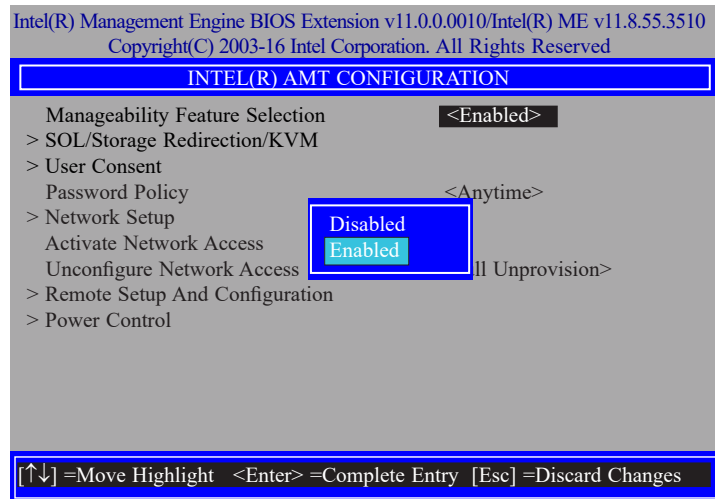 Intel(R) Management Engine BIOS Extension v11.0.0.0010/Intel(R) ME v11.8.55.3510
Copyright(C) 2003-16 Intel Corporation. All Rights Reserved
INTEL(R) AMT CONFIGURATION
Manageability Feature Selection <Enabled>
> SOL/Storage Redirection/KVM
> User Consent
Password Policy <Anytime>
> Network Setup
Disabled
Activate Network Access
Enabled
Unconfigure Network Access ll Unprovision>
> Remote Setup And Configuration
> Power Control
[↑↓] =Move Highlight <Enter> =Complete Entry [Esc] =Discard Changes